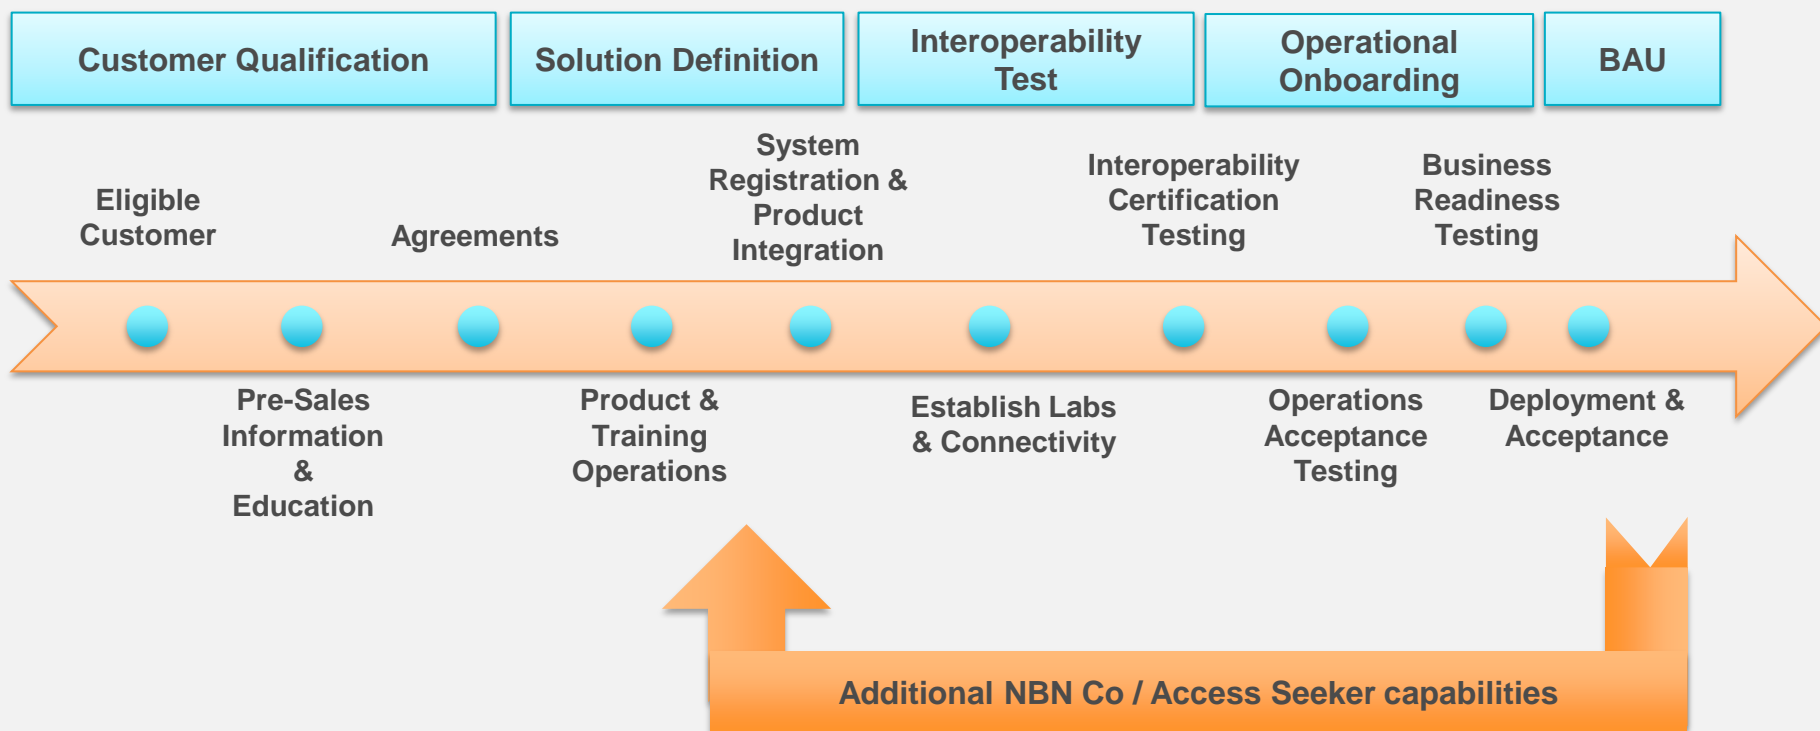 Customer Qualification
Solution Definition
Interoperability
Test
Operational
Onboarding
BAU
Eligible
Customer
Agreements
System
Registration &
Product
Integration
Interoperability
Certification
Testing
Business
Readiness
Testing
Pre-Sales
Information
&
Education
Product &
Training
Operations
Establish Labs
& Connectivity
Operations
Acceptance
Testing
Deployment &
Acceptance
Additional NBN Co / Access Seeker capabilities